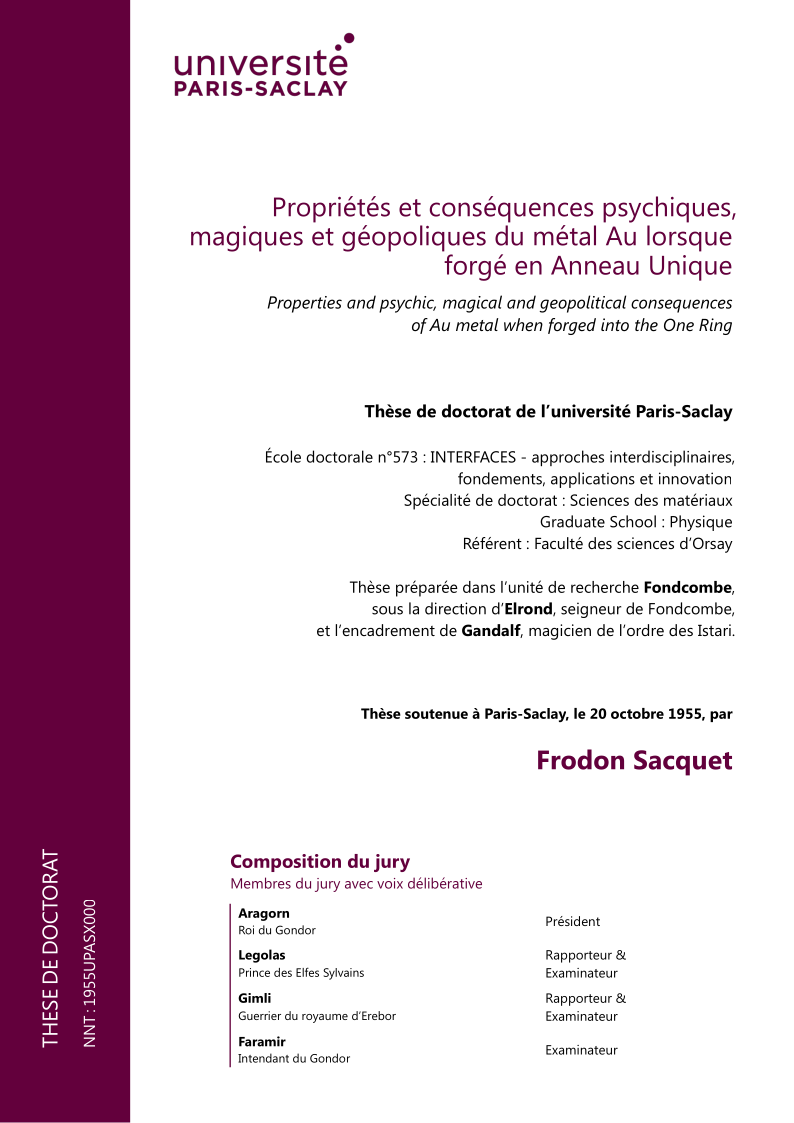 université
PARIS-SACLAY
Propriétés et conséquences psychiques,
magiques et géopoliques du métal Au lorsque
forgé en Anneau Unique
Properties and psychic, magical and geopolitical consequences
of Au metal when forged into the One Ring
Thèse de doctorat de l'université Paris-Saclay
École doctorale n°573 : INTERFACES - approches interdisciplinaires,
fondements, applications et innovation
Spécialité de doctorat : Sciences des matériaux
Graduate School : Physique
Référent : Faculté des sciences d'Orsay
Thèse préparée dans l'unité de recherche Fondcombe,
sous la direction d'Elrond, seigneur de Fondcombe,
et l'encadrement de Gandalf, magicien de l'ordre des Istari.
Thèse soutenue à Paris-Saclay, le 20 octobre 1955, par
Frodon Sacquet
THESE DE DOCTORAT
NNT : 1955UPASX000
Composition du jury
Membres du jury avec voix délibérative
Aragorn
Roi du Gondor
Président
Legolas
Prince des Elfes Sylvains
Rapporteur &
Examinateur
Gimli
Guerrier du royaume d'Erebor
Rapporteur &
Examinateur
Faramir
Intendant du Gondor
Examinateur